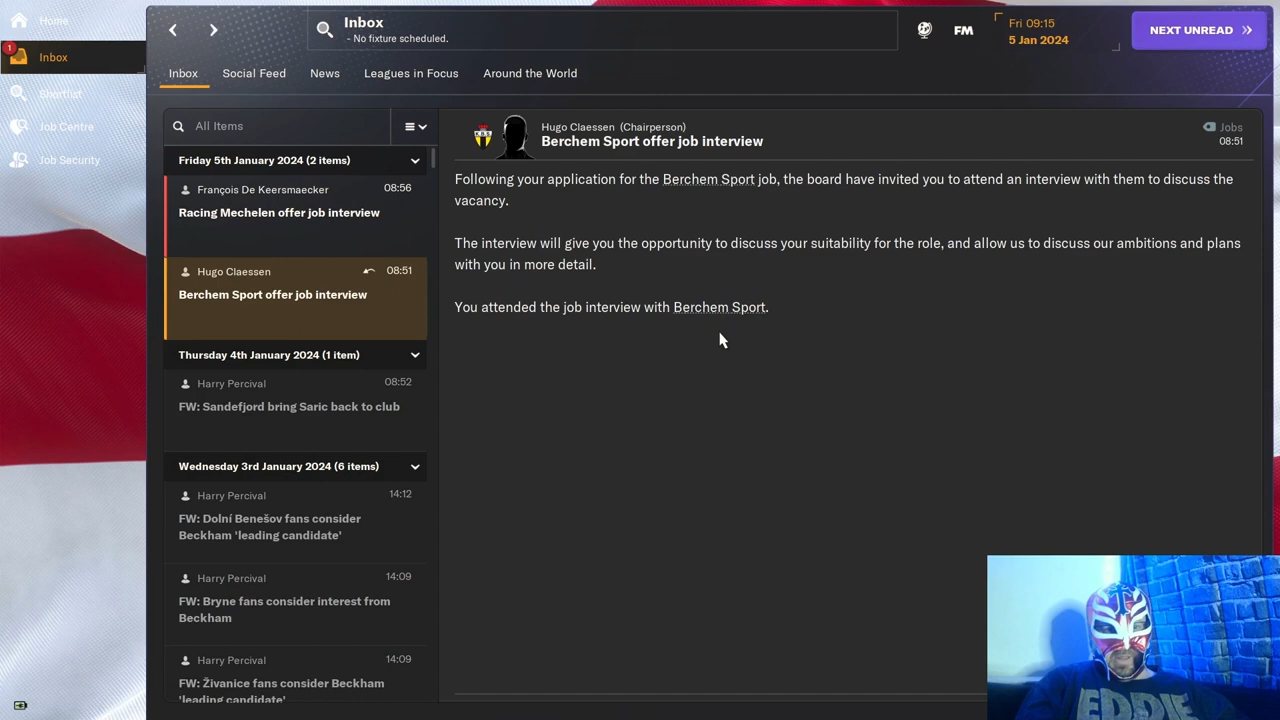 Home
1
Inbox
Shortlist
Job Centre
Job Security
Inbox
- No fixture scheduled.
FM
Fri 09:15
5 Jan 2024
NEXT UNREAD
Inbox
Social Feed
News
Leagues in Focus
Around the World
All Items
Friday 5th January 2024 (2 items)
François De Keersmaecker
08:56
Racing Mechelen offer job interview
Hugo Claessen
08:51
Berchem Sport offer job interview
Thursday 4th January 2024 (1 item)
Harry Percival
08:52
FW: Sandefjord bring Saric back to club
Wednesday 3rd January 2024 (6 items)
Harry Percival
14:12
FW: Dolní Benešov fans consider
Beckham 'leading candidate'
Harry Percival
14:09
FW: Bryne fans consider interest from
Beckham
Harry Percival
14:09
FW: Živanice fans consider Beckham
'leading candidate'
Hugo Claessen (Chairperson)
Berchem Sport offer job interview
Jobs
08:51
Following your application for the Berchem Sport job, the board have invited you to attend an interview with them to discuss the
vacancy.
The interview will give you the opportunity to discuss your suitability for the role, and allow us to discuss our ambitions and plans
with you in more detail.
You attended the job interview with Berchem Sport.
EDDIE